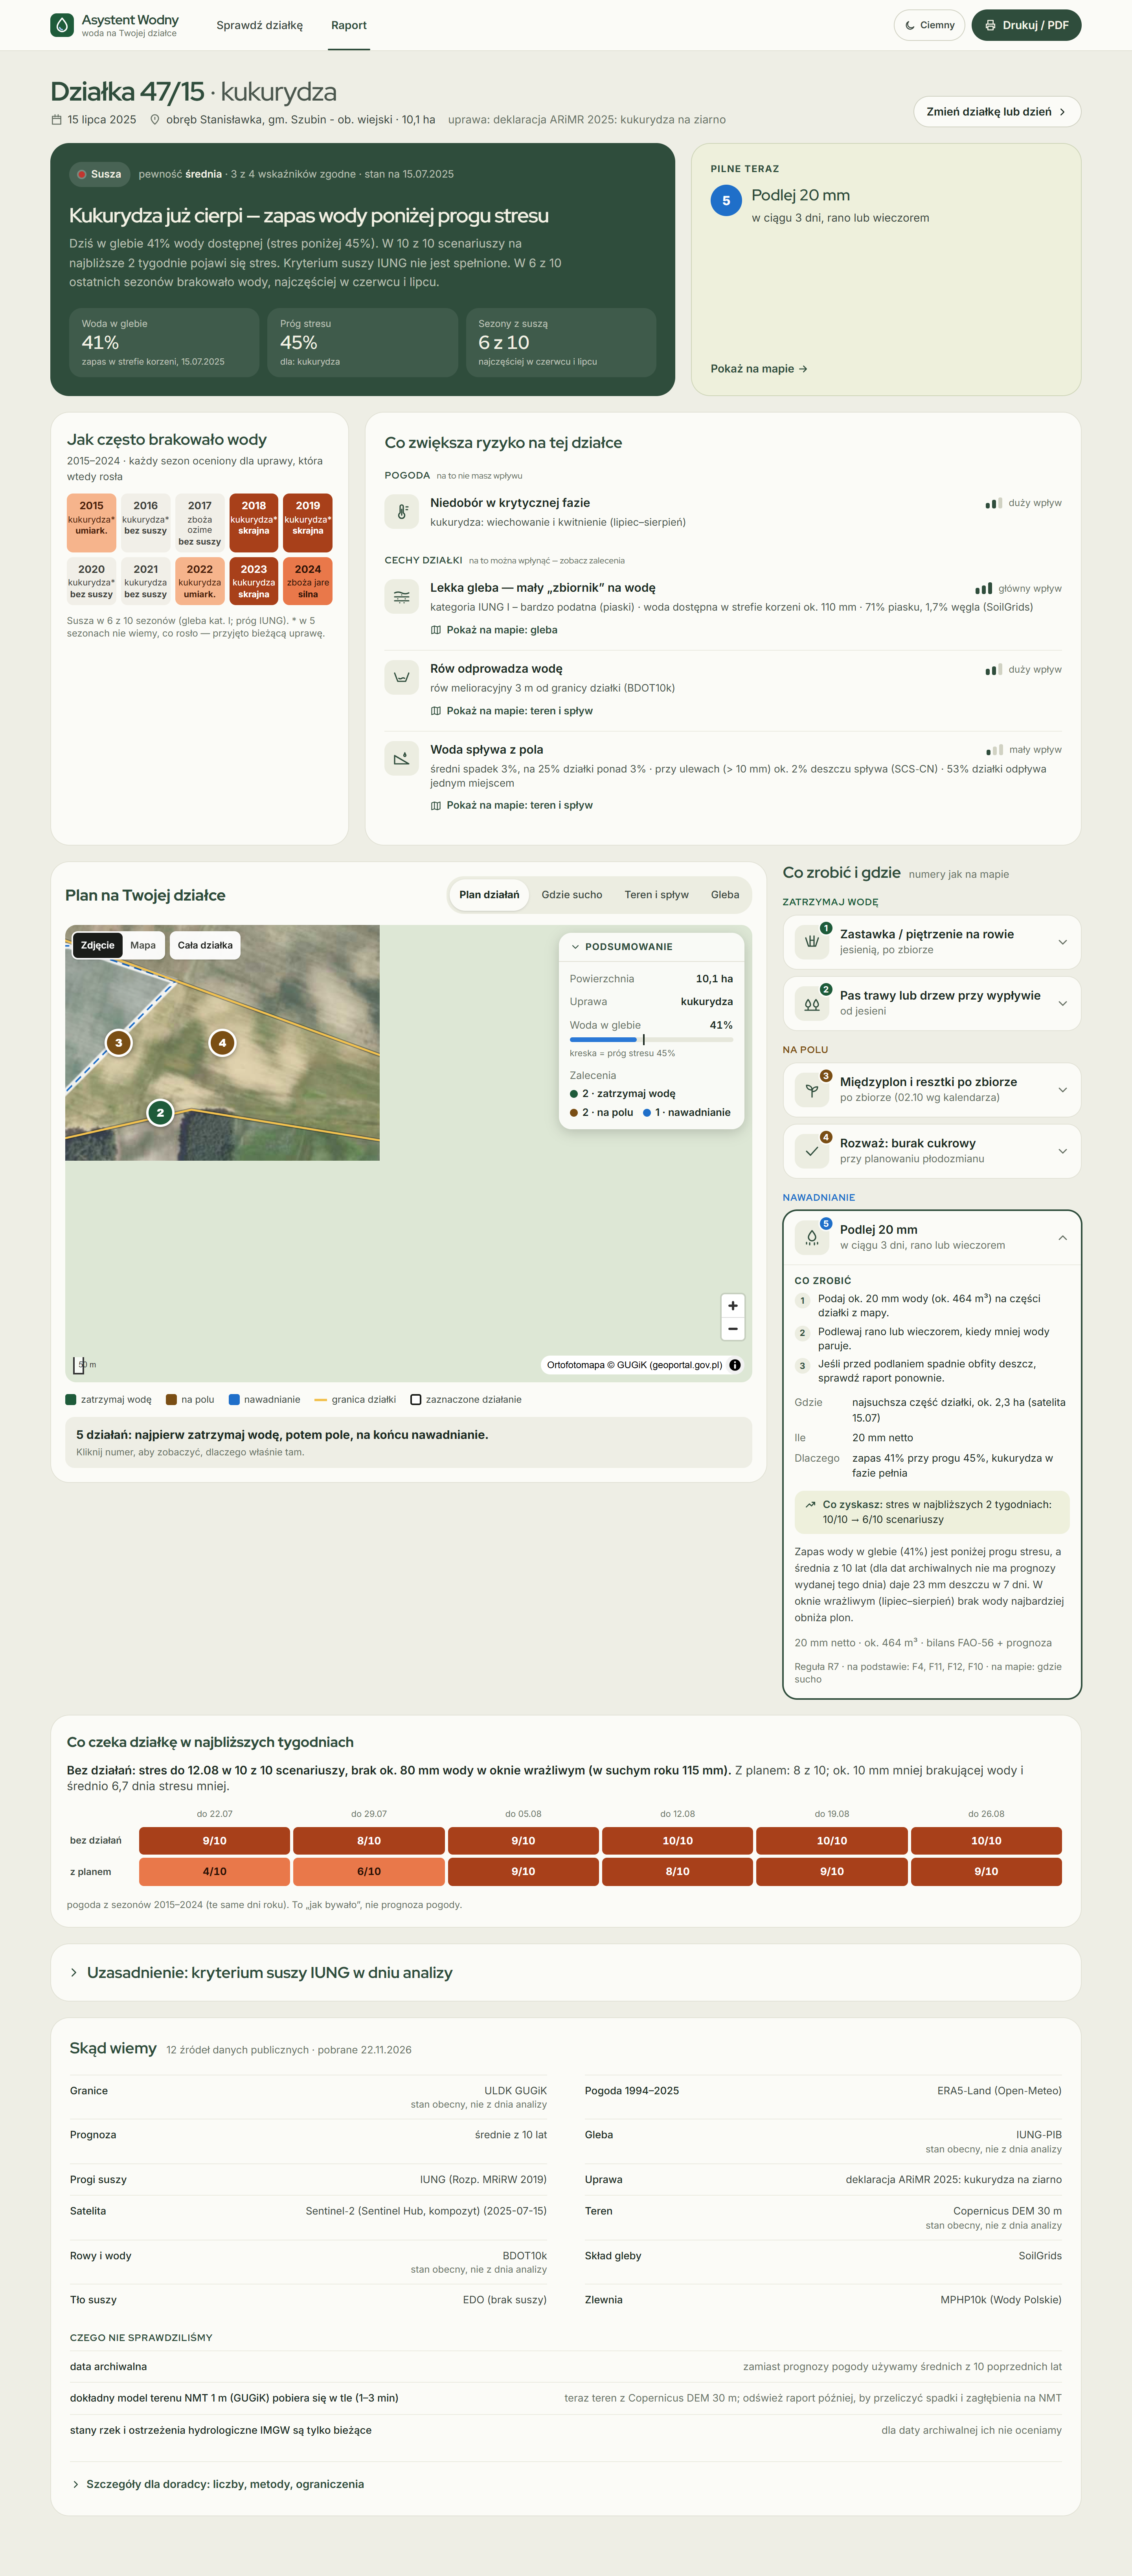 Asystent Wodny
woda na Twojej działce
Sprawdź działkę
Raport
Ciemny
Drukuj / PDF
Działka 47/15 · kukurydza
15 lipca 2025 obręb Stanisławka, gm. Szubin - ob. wiejski · 10,1 ha uprawa: deklaracja ARiMR 2025: kukurydza na ziarno
Zmień działkę lub dzień
Susza pewność średnia · 3 z 4 wskaźników zgodne · stan na 15.07.2025
Kukurydza już cierpi — zapas wody poniżej progu stresu
Dziś w glebie 41% wody dostępnej (stres poniżej 45%). W 10 z 10 scenariuszy na
najbliższe 2 tygodnie pojawi się stres. Kryterium suszy IUNG nie jest spełnione. W 6 z 10
ostatnich sezonów brakowało wody, najczęściej w czerwcu i lipcu.
Woda w glebie
41%
zapas w strefie korzeni, 15.07.2025
Próg stresu
45%
dla: kukurydza
Sezony z suszą
6 z 10
najczęściej w czerwcu i lipcu
PILNE TERAZ
5
Podlej 20 mm
w ciągu 3 dni, rano lub wieczorem
Pokaż na mapie →
Jak często brakowało wody
2015–2024 · każdy sezon oceniony dla uprawy, która
wtedy rosła
2015
kukurydza*
umiark.
2016
kukurydza*
bez suszy
2017
zboża
ozime
bez suszy
2018
kukurydza*
skrajna
2019
kukurydza*
skrajna
2020
kukurydza*
bez suszy
2021
kukurydza
bez suszy
2022
kukurydza
umiark.
2023
kukurydza
skrajna
2024
zboża jare
silna
Susza w 6 z 10 sezonów (gleba kat. I; próg IUNG). * w 5
sezonach nie wiemy, co rosło — przyjęto bieżącą uprawę.
Co zwiększa ryzyko na tej działce
POGODA na to nie masz wpływu
Niedobór w krytycznej fazie
duży wpływ
kukurydza: wiechowanie i kwitnienie (lipiec–sierpień)
CECHY DZIAŁKI na to można wpłynąć — zobacz zalecenia
Lekka gleba — mały „zbiornik” na wodę
główny wpływ
kategoria IUNG I – bardzo podatna (piaski) · woda dostępna w strefie korzeni ok. 110 mm · 71% piasku, 1,7% węgla (SoilGrids)
Pokaż na mapie: gleba
Rów odprowadza wodę
duży wpływ
rów melioracyjny 3 m od granicy działki (BDOT10k)
Pokaż na mapie: teren i spływ
Woda spływa z pola
mały wpływ
średni spadek 3%, na 25% działki ponad 3% · przy ulewach (> 10 mm) ok. 2% deszczu spływa (SCS-CN) · 53% działki odpływa
jednym miejscem
Pokaż na mapie: teren i spływ
Plan na Twojej działce
Plan działań
Gdzie sucho
Teren i spływ
Gleba
Zdjęcie
Mapa
Cała działka
3
4
2
PODSUMOWANIE
Powierzchnia 10,1 ha
Uprawa kukurydza
Woda w glebie 41%
kreska = próg stresu 45%
Zalecenia
2 · zatrzymaj wodę
2 · na polu 1 · nawadnianie
+
−
50 m
Ortofotomapa © GUGiK (geoportal.gov.pl)
zatrzymaj wodę na polu nawadnianie granica działki zaznaczone działanie
5 działań: najpierw zatrzymaj wodę, potem pole, na końcu nawadnianie.
Kliknij numer, aby zobaczyć, dlaczego właśnie tam.
Co zrobić i gdzie numery jak na mapie
ZATRZYMAJ WODĘ
1
Zastawka / piętrzenie na rowie
jesienią, po zbiorze
2
Pas trawy lub drzew przy wypływie
od jesieni
NA POLU
3
Międzyplon i resztki po zbiorze
po zbiorze (02.10 wg kalendarza)
4
Rozważ: burak cukrowy
przy planowaniu płodozmianu
NAWADNIANIE
5
Podlej 20 mm
w ciągu 3 dni, rano lub wieczorem
CO ZROBIĆ
1 Podaj ok. 20 mm wody (ok. 464 m³) na części
działki z mapy.
2 Podlewaj rano lub wieczorem, kiedy mniej wody
paruje.
3 Jeśli przed podlaniem spadnie obfity deszcz,
sprawdź raport ponownie.
Gdzie najsuchsza część działki, ok. 2,3 ha (satelita
15.07)
Ile 20 mm netto
Dlaczego zapas 41% przy progu 45%, kukurydza w
fazie pełnia
Co zyskasz: stres w najbliższych 2 tygodniach:
10/10 → 6/10 scenariuszy
Zapas wody w glebie (41%) jest poniżej progu stresu, a
średnia z 10 lat (dla dat archiwalnych nie ma prognozy
wydanej tego dnia) daje 23 mm deszczu w 7 dni. W
oknie wrażliwym (lipiec–sierpień) brak wody najbardziej
obniża plon.
20 mm netto · ok. 464 m³ · bilans FAO-56 + prognoza
Reguła R7 · na podstawie: F4, F11, F12, F10 · na mapie: gdzie
sucho
Co czeka działkę w najbliższych tygodniach
Bez działań: stres do 12.08 w 10 z 10 scenariuszy, brak ok. 80 mm wody w oknie wrażliwym (w suchym roku 115 mm). Z planem: 8 z 10; ok. 10 mm mniej brakującej wody i
średnio 6,7 dnia stresu mniej.
do 22.07 do 29.07 do 05.08 do 12.08 do 19.08 do 26.08
bez działań 9/10 8/10 9/10 10/10 10/10 10/10
z planem 4/10 6/10 9/10 8/10 9/10 9/10
pogoda z sezonów 2015–2024 (te same dni roku). To „jak bywało”, nie prognoza pogody.
Uzasadnienie: kryterium suszy IUNG w dniu analizy
Skąd wiemy 12 źródeł danych publicznych · pobrane 22.11.2026
Granice ULDK GUGiK
stan obecny, nie z dnia analizy
Pogoda 1994–2025 ERA5-Land (Open-Meteo)
Prognoza średnie z 10 lat
Gleba IUNG-PIB
stan obecny, nie z dnia analizy
Progi suszy IUNG (Rozp. MRiRW 2019)
Uprawa deklaracja ARiMR 2025: kukurydza na ziarno
Satelita Sentinel-2 (Sentinel Hub, kompozyt) (2025-07-15)
Teren Copernicus DEM 30 m
stan obecny, nie z dnia analizy
Rowy i wody BDOT10k
stan obecny, nie z dnia analizy
Skład gleby SoilGrids
Tło suszy EDO (brak suszy)
Zlewnia MPHP10k (Wody Polskie)
CZEGO NIE SPRAWDZILIŚMY
data archiwalna zamiast prognozy pogody używamy średnich z 10 poprzednich lat
dokładny model terenu NMT 1 m (GUGiK) pobiera się w tle (1–3 min) teraz teren z Copernicus DEM 30 m; odśwież raport później, by przeliczyć spadki i zagłębienia na NMT
stany rzek i ostrzeżenia hydrologiczne IMGW są tylko bieżące dla daty archiwalnej ich nie oceniamy
Szczegóły dla doradcy: liczby, metody, ograniczenia